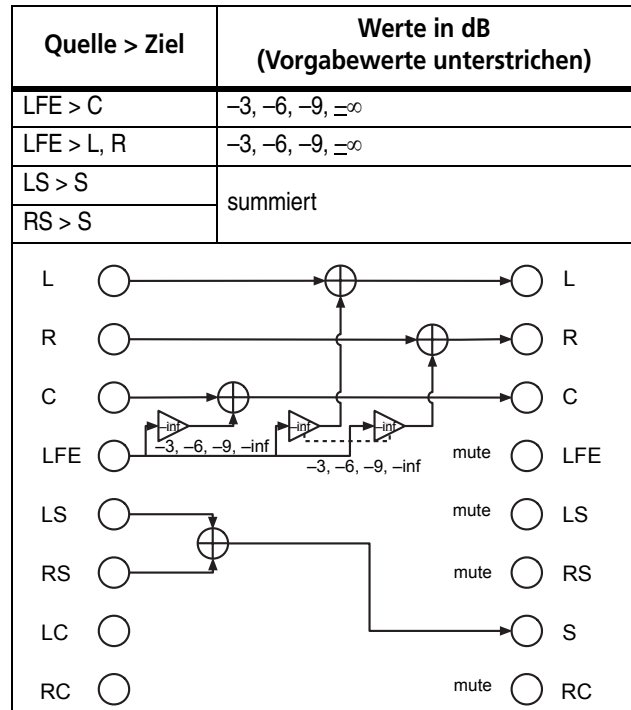 Quelle > Ziel
Werte in dB
(Vorgabewerte unterstrichen)
LFE > C
–3, –6, –9, –∞
LFE > L, R
–3, –6, –9, –∞
LS > S
summiert
RS > S
L
L
R
R
C
C
–inf
–inf
–inf
–3, –6, –9, –inf
–3, –6, –9, –inf
LFE
mute
LFE
LS
mute
LS
RS
mute
RS
LC
S
RC
mute
RC